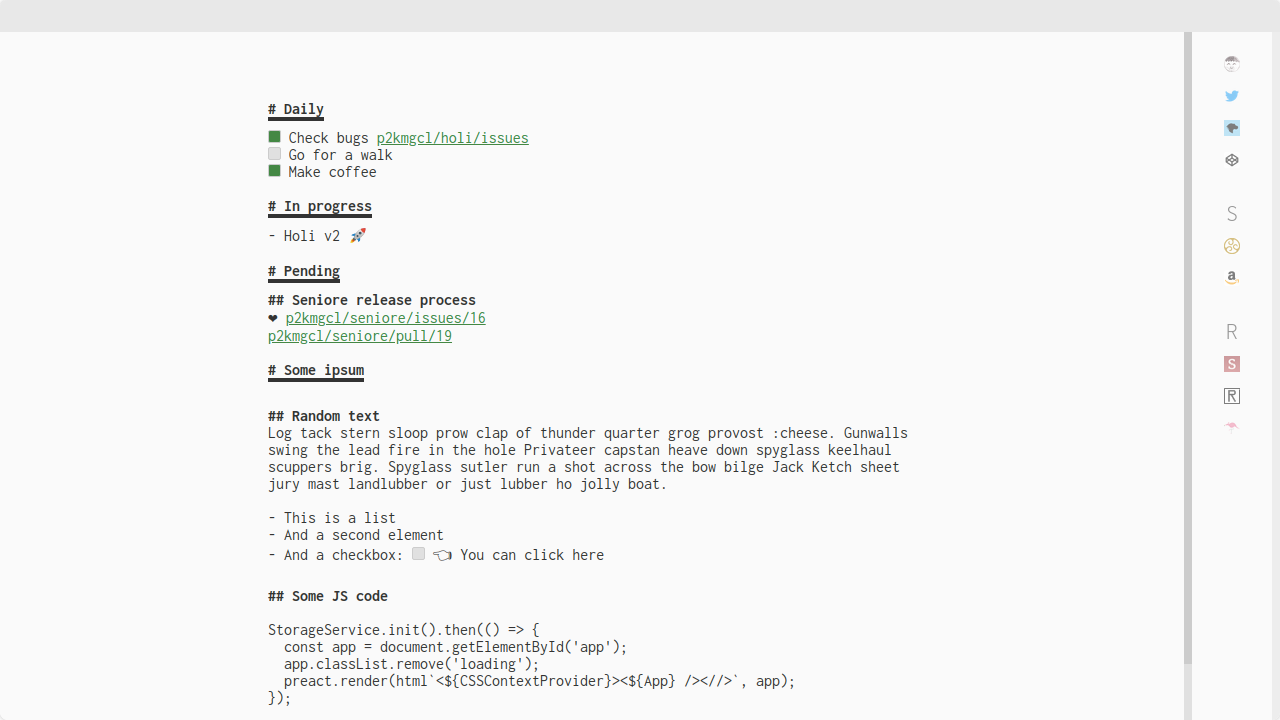 # Daily
Check bugs p2kmgcl/holi/issues
Go for a walk
Make coffee
# In progress
- Holi v2 🚀
# Pending
## Seniore release process
❤ p2kmgcl/seniore/issues/16
p2kmgcl/seniore/pull/19
# Some ipsum
## Random text
Log tack stern sloop prow clap of thunder quarter grog provost :cheese. Gunwalls
swing the lead fire in the hole Privateer capstan heave down spyglass keelhaul
scuppers brig. Spyglass sutler run a shot across the bow bilge Jack Ketch sheet
jury mast landlubber or just lubber ho jolly boat.
- This is a list
- And a second element
- And a checkbox: 👈 You can click here
## Some JS code
StorageService.init().then(() => {
  const app = document.getElementById('app');
  app.classList.remove('loading');
  preact.render(html`<${CSSContextProvider}><${App} /><//>`, app);
});
S
a
R
S
R